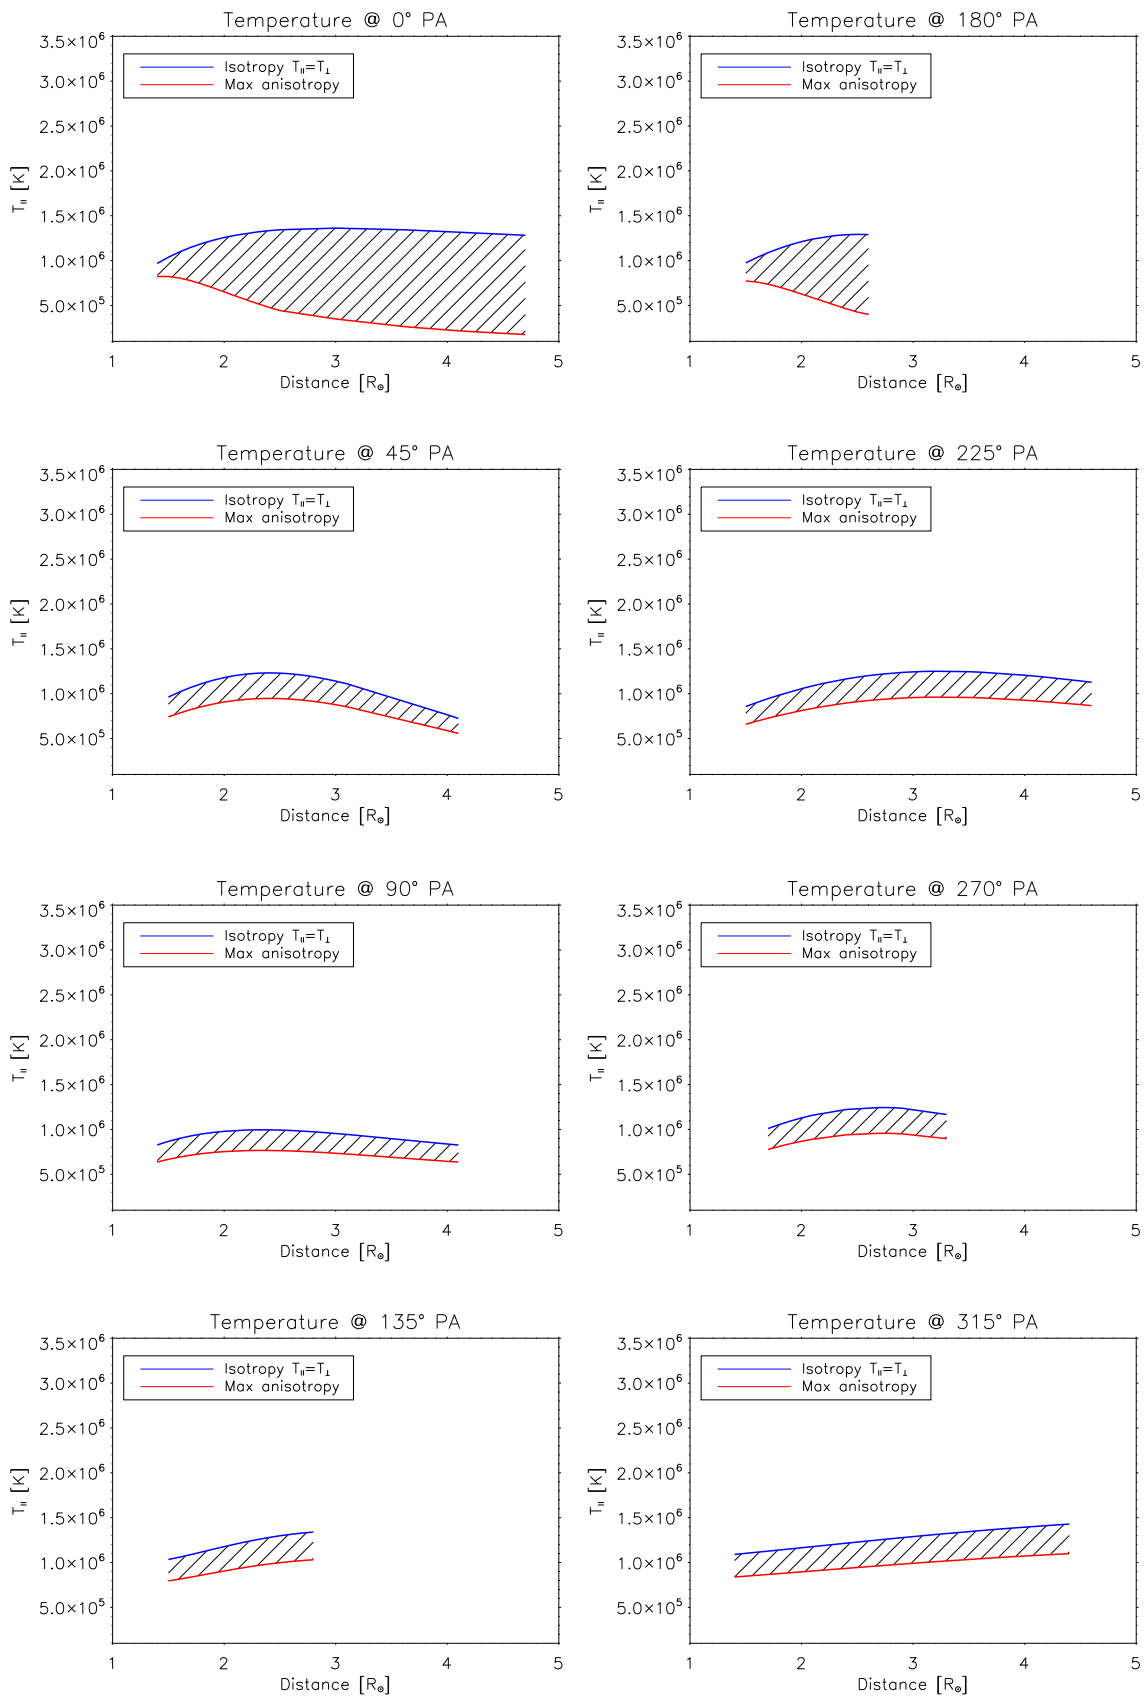 Temperature @ 0° PA
3.5×10⁶
3.0×10⁶
2.5×10⁶
2.0×10⁶
1.5×10⁶
1.0×10⁶
5.0×10⁵
T∥ [K]
Isotropy T∥=T⊥
Max anisotropy
1 2 3 4 5
Distance [R⊙]
Temperature @ 180° PA
3.5×10⁶
3.0×10⁶
2.5×10⁶
2.0×10⁶
1.5×10⁶
1.0×10⁶
5.0×10⁵
T∥ [K]
Isotropy T∥=T⊥
Max anisotropy
1 2 3 4 5
Distance [R⊙]
Temperature @ 45° PA
3.5×10⁶
3.0×10⁶
2.5×10⁶
2.0×10⁶
1.5×10⁶
1.0×10⁶
5.0×10⁵
T∥ [K]
Isotropy T∥=T⊥
Max anisotropy
1 2 3 4 5
Distance [R⊙]
Temperature @ 225° PA
3.5×10⁶
3.0×10⁶
2.5×10⁶
2.0×10⁶
1.5×10⁶
1.0×10⁶
5.0×10⁵
T∥ [K]
Isotropy T∥=T⊥
Max anisotropy
1 2 3 4 5
Distance [R⊙]
Temperature @ 90° PA
3.5×10⁶
3.0×10⁶
2.5×10⁶
2.0×10⁶
1.5×10⁶
1.0×10⁶
5.0×10⁵
T∥ [K]
Isotropy T∥=T⊥
Max anisotropy
1 2 3 4 5
Distance [R⊙]
Temperature @ 270° PA
3.5×10⁶
3.0×10⁶
2.5×10⁶
2.0×10⁶
1.5×10⁶
1.0×10⁶
5.0×10⁵
T∥ [K]
Isotropy T∥=T⊥
Max anisotropy
1 2 3 4 5
Distance [R⊙]
Temperature @ 135° PA
3.5×10⁶
3.0×10⁶
2.5×10⁶
2.0×10⁶
1.5×10⁶
1.0×10⁶
5.0×10⁵
T∥ [K]
Isotropy T∥=T⊥
Max anisotropy
1 2 3 4 5
Distance [R⊙]
Temperature @ 315° PA
3.5×10⁶
3.0×10⁶
2.5×10⁶
2.0×10⁶
1.5×10⁶
1.0×10⁶
5.0×10⁵
T∥ [K]
Isotropy T∥=T⊥
Max anisotropy
1 2 3 4 5
Distance [R⊙]